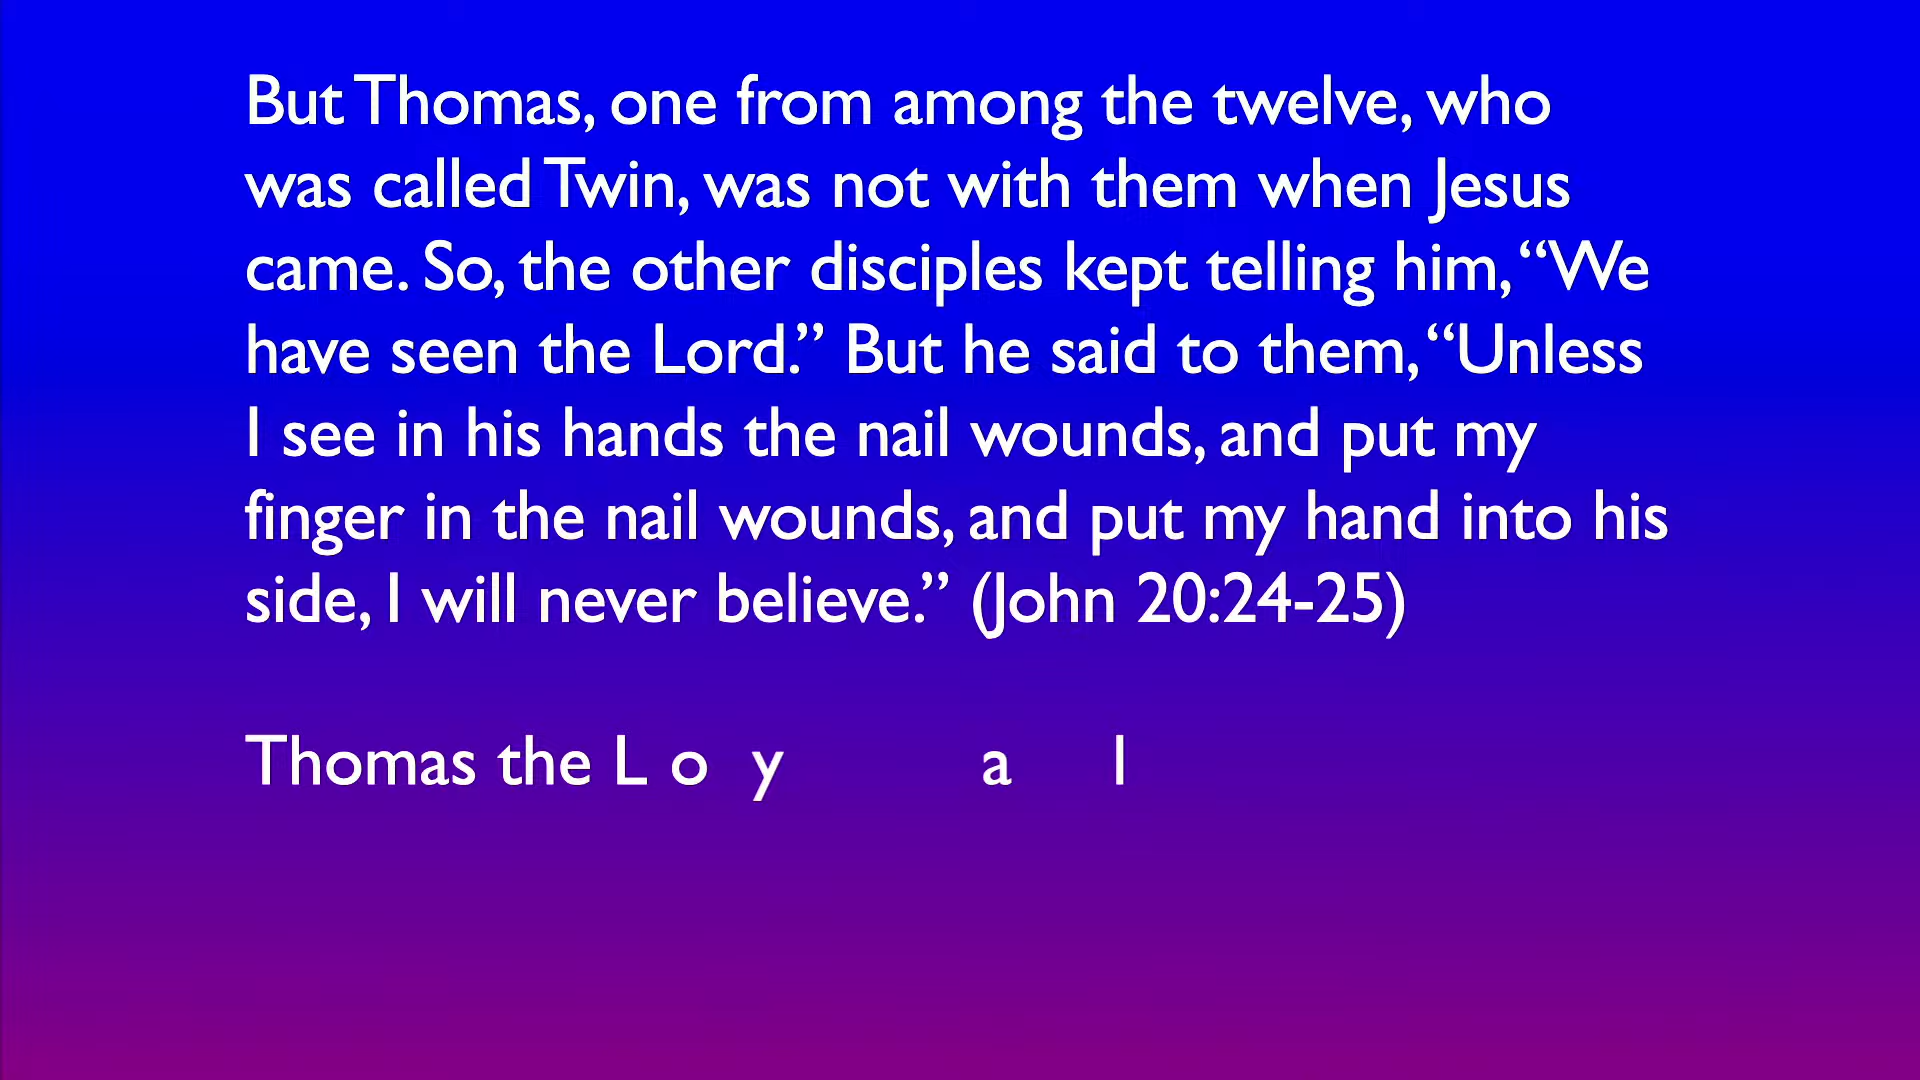 But Thomas, one from among the twelve, who
was called Twin, was not with them when Jesus
came. So, the other disciples kept telling him, “We
have seen the Lord.” But he said to them, “Unless
I see in his hands the nail wounds, and put my
finger in the nail wounds, and put my hand into his
side, I will never believe.” (John 20:24-25)
Thomas the L o y a l